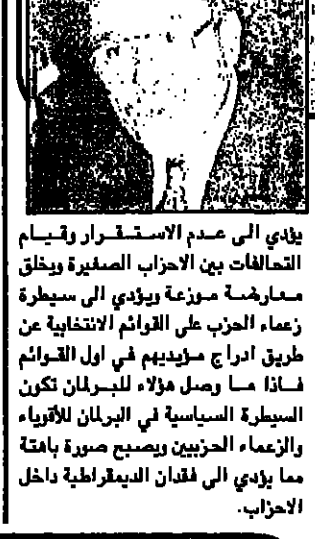 يؤدي الى عدم الاستقرار وقيام
التحالفات بين الاحزاب الصغيرة ويخلق
معارضة موزعة ويؤدي الى سيطرة
زعماء الحزب على القوائم الانتخابية عن
طريق ادراج مؤيديهم في اول القوائم
فاذا ما وصل هؤلاء للبرلمان تكون
السيطرة السياسية في البرلمان للأقوياء
والزعماء الحزبيين ويصبح صورة باهتة
مما يؤدي الى فقدان الديمقراطية داخل
الاحزاب.